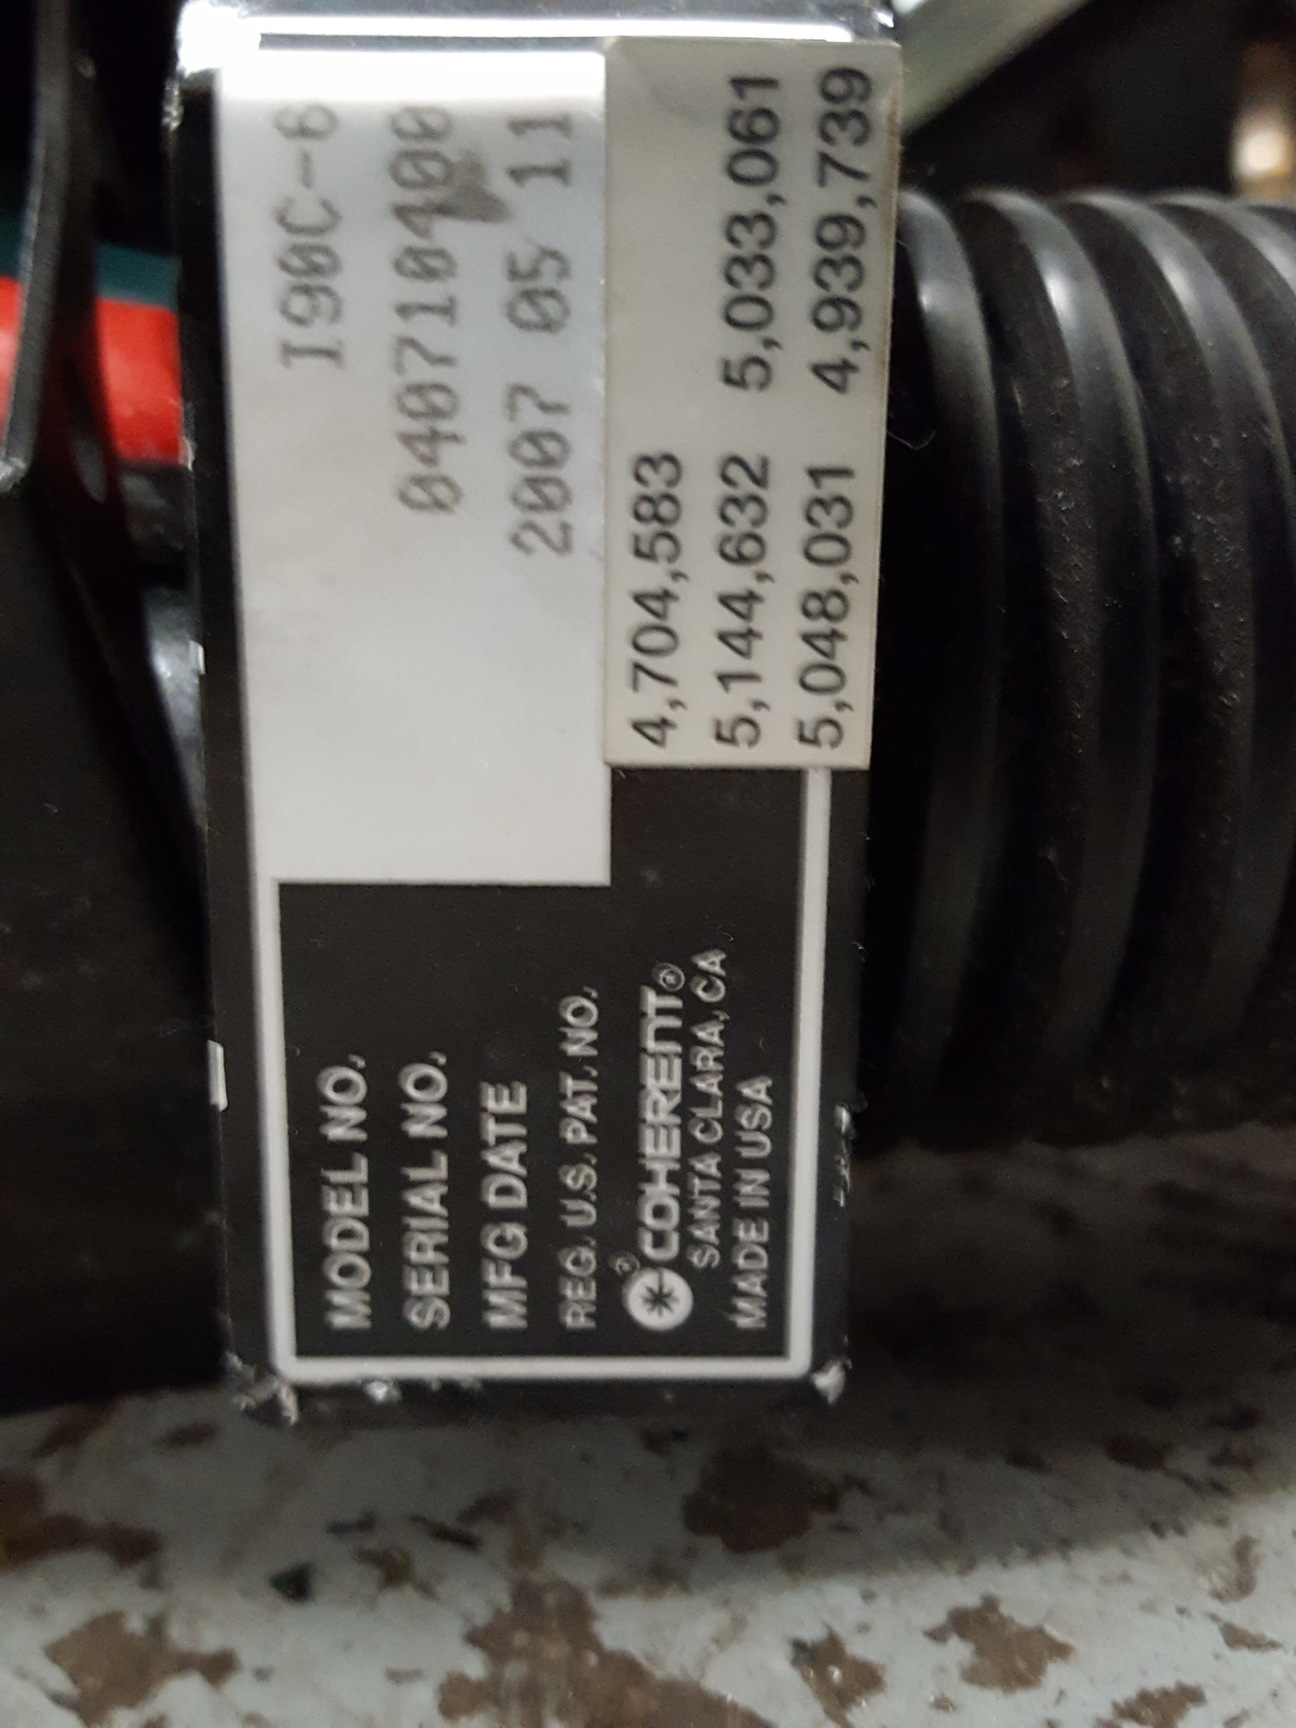 MODEL NO. I90C-6
SERIAL NO. 040710400
MFG DATE 2007 05 11
REG. U.S. PAT. NO. 4,704,583
COHERENT® 5,144,632 5,033,061
SANTA CLARA, CA 5,048,031 4,939,739
MADE IN USA